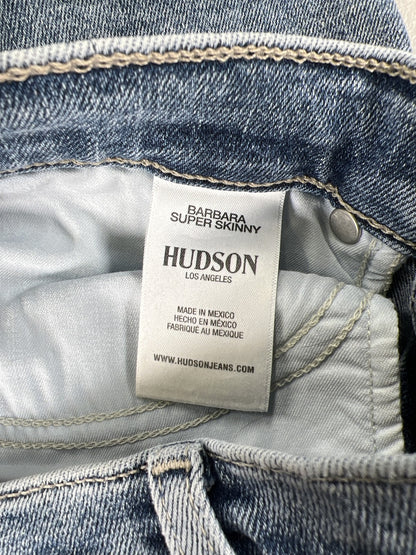 BARBARA
SUPER SKINNY
HUDSON
LOS ANGELES
MADE IN MEXICO
HECHO EN MÉXICO
FABRIQUÉ AU MEXIQUE
WWW.HUDSONJEANS.COM